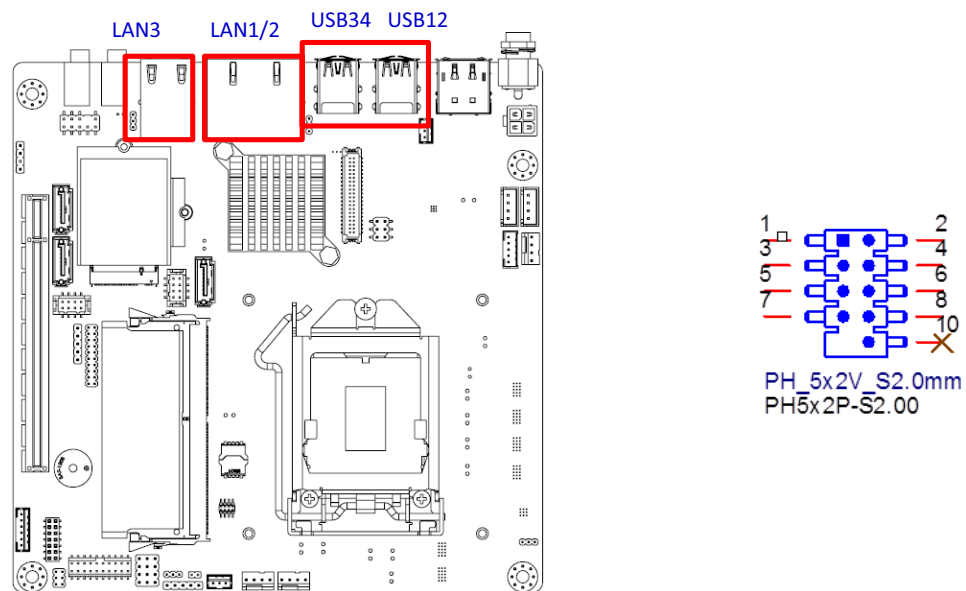 USB34 USB12
LAN3 LAN1/2
1 2
3 4
5 6
7 8
10
PH_5x2V_S2.0mm
PH5x2P-S2.00